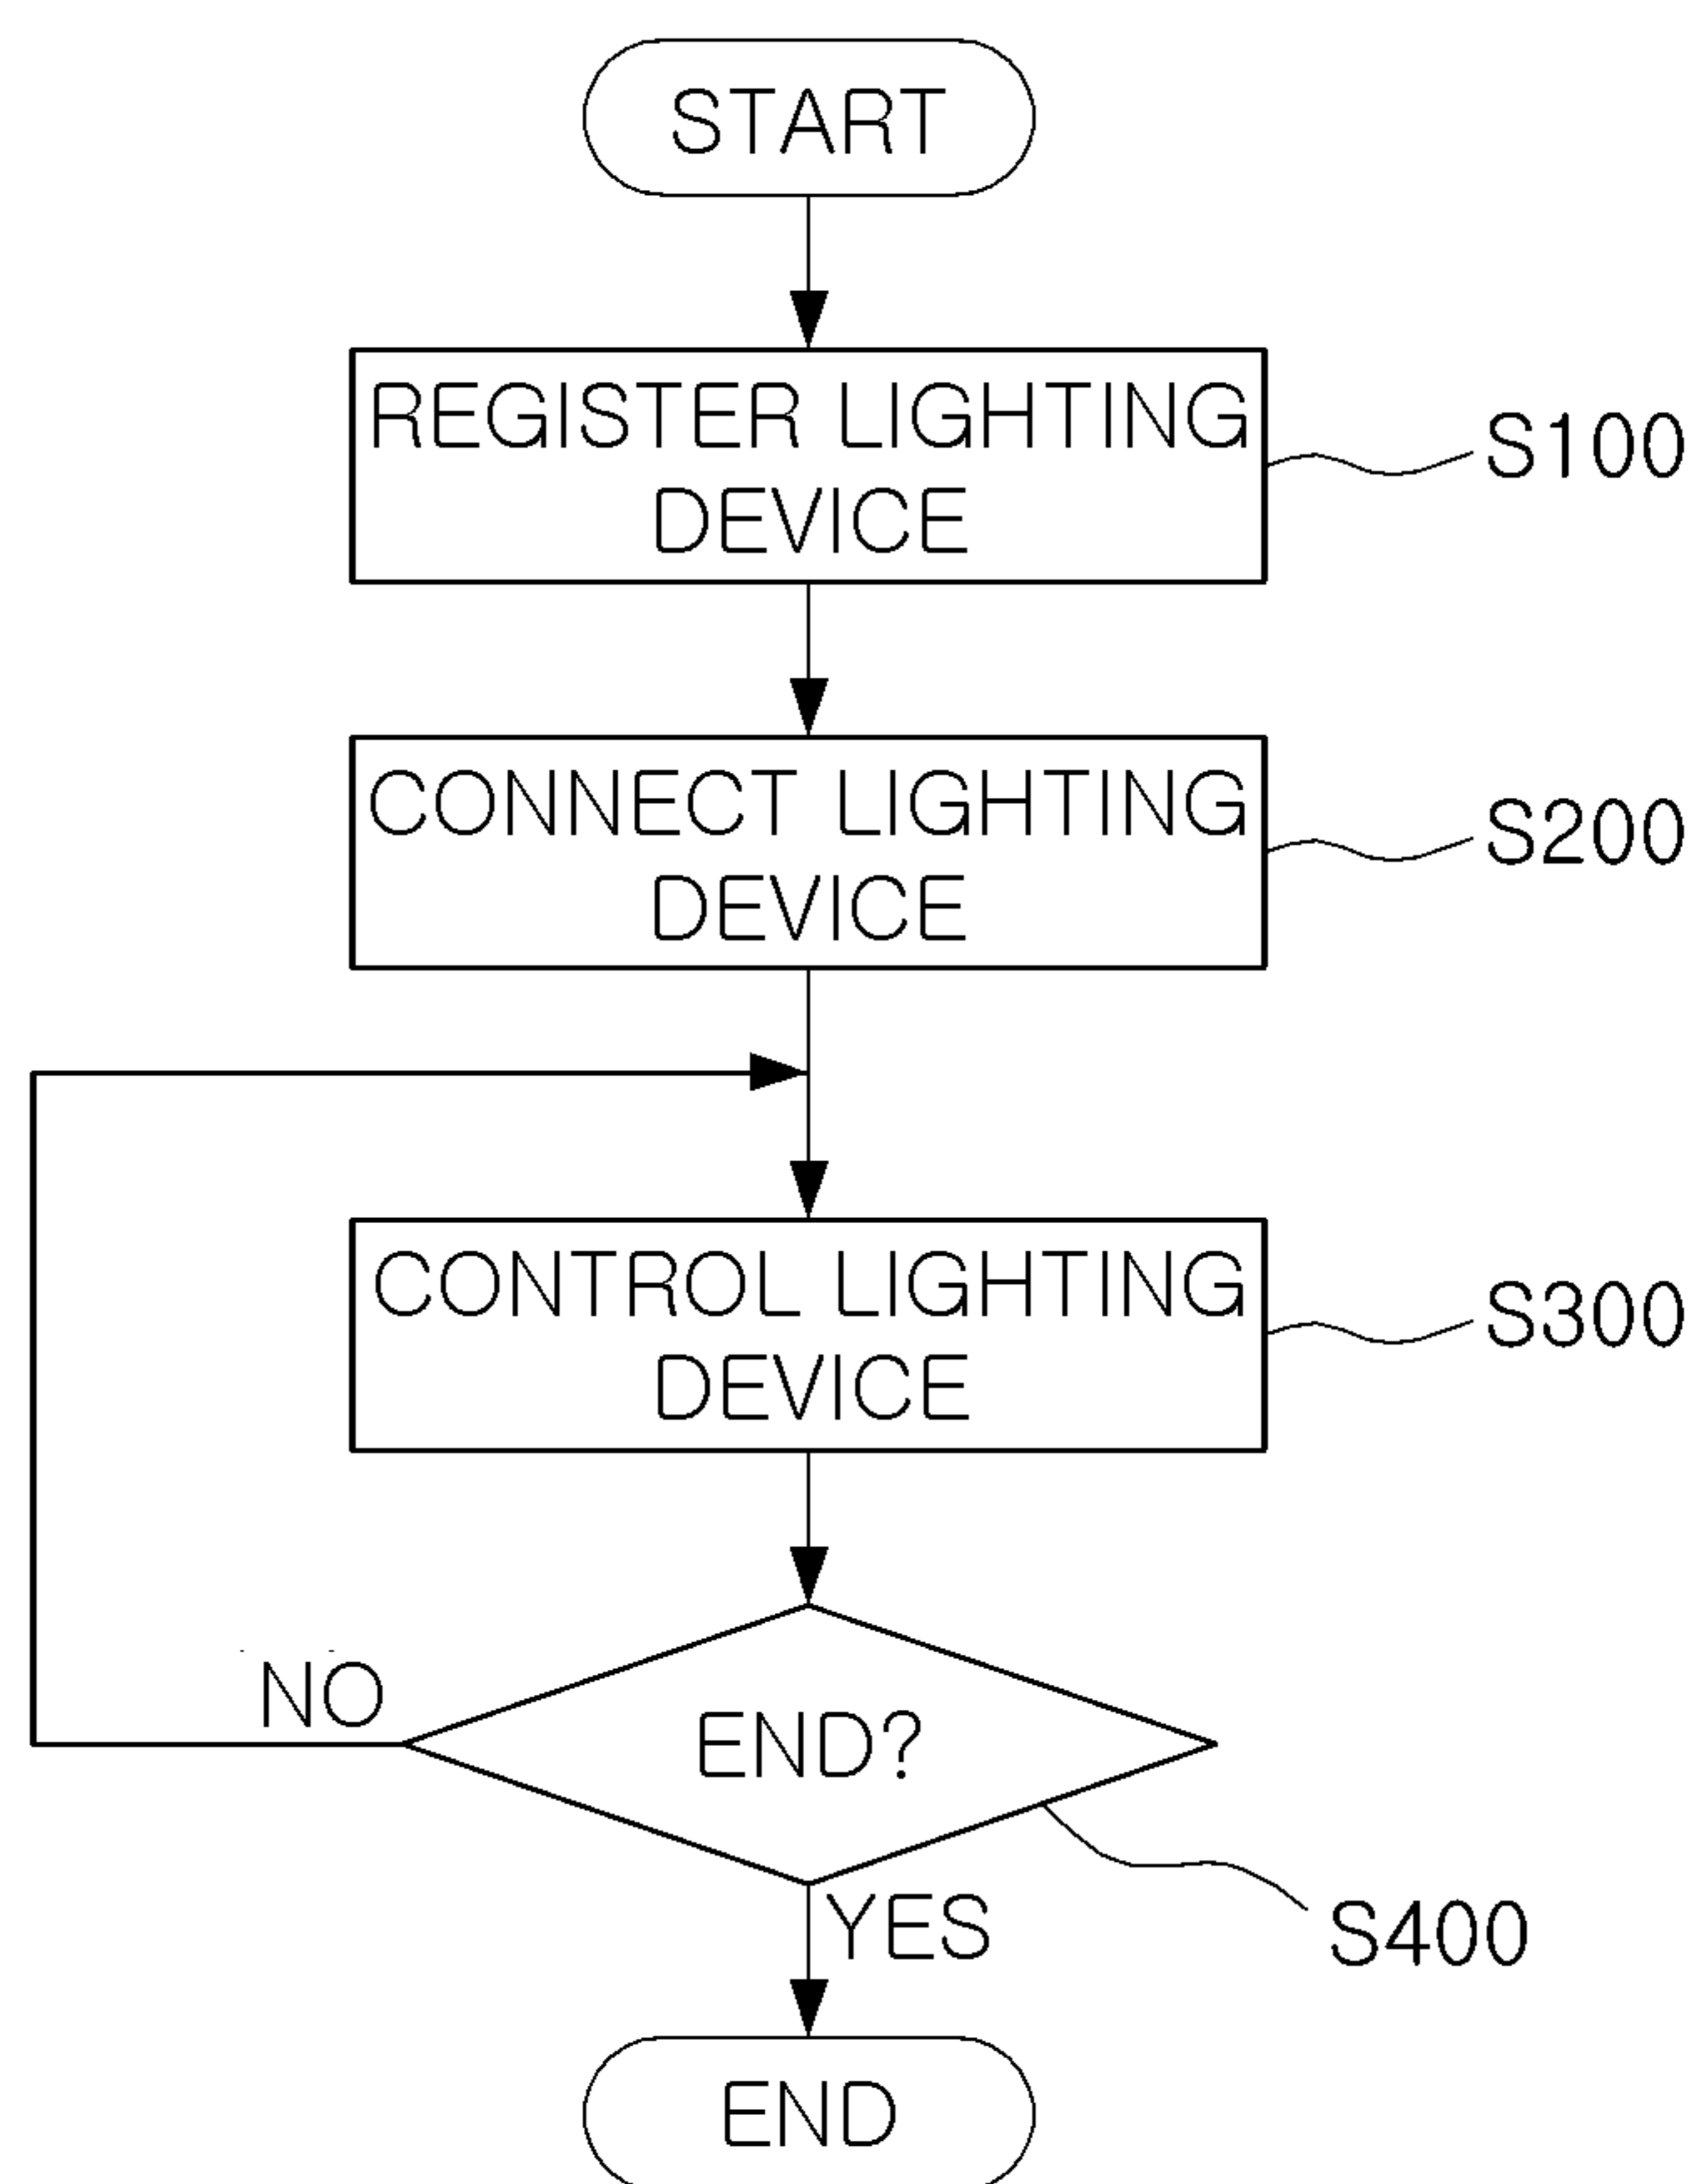 START
REGISTER LIGHTING
DEVICE
S100
CONNECT LIGHTING
DEVICE
S200
CONTROL LIGHTING
DEVICE
S300
NO
END?
YES
S400
END